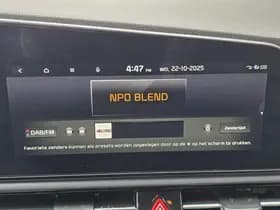 4:47 PM WO, 22-10-2025
NPO BLEND
DAB/FM
Zenderlijst
Favoriete zenders kunnen als presets worden opgeslagen door op de ★ op het scherm te drukken.